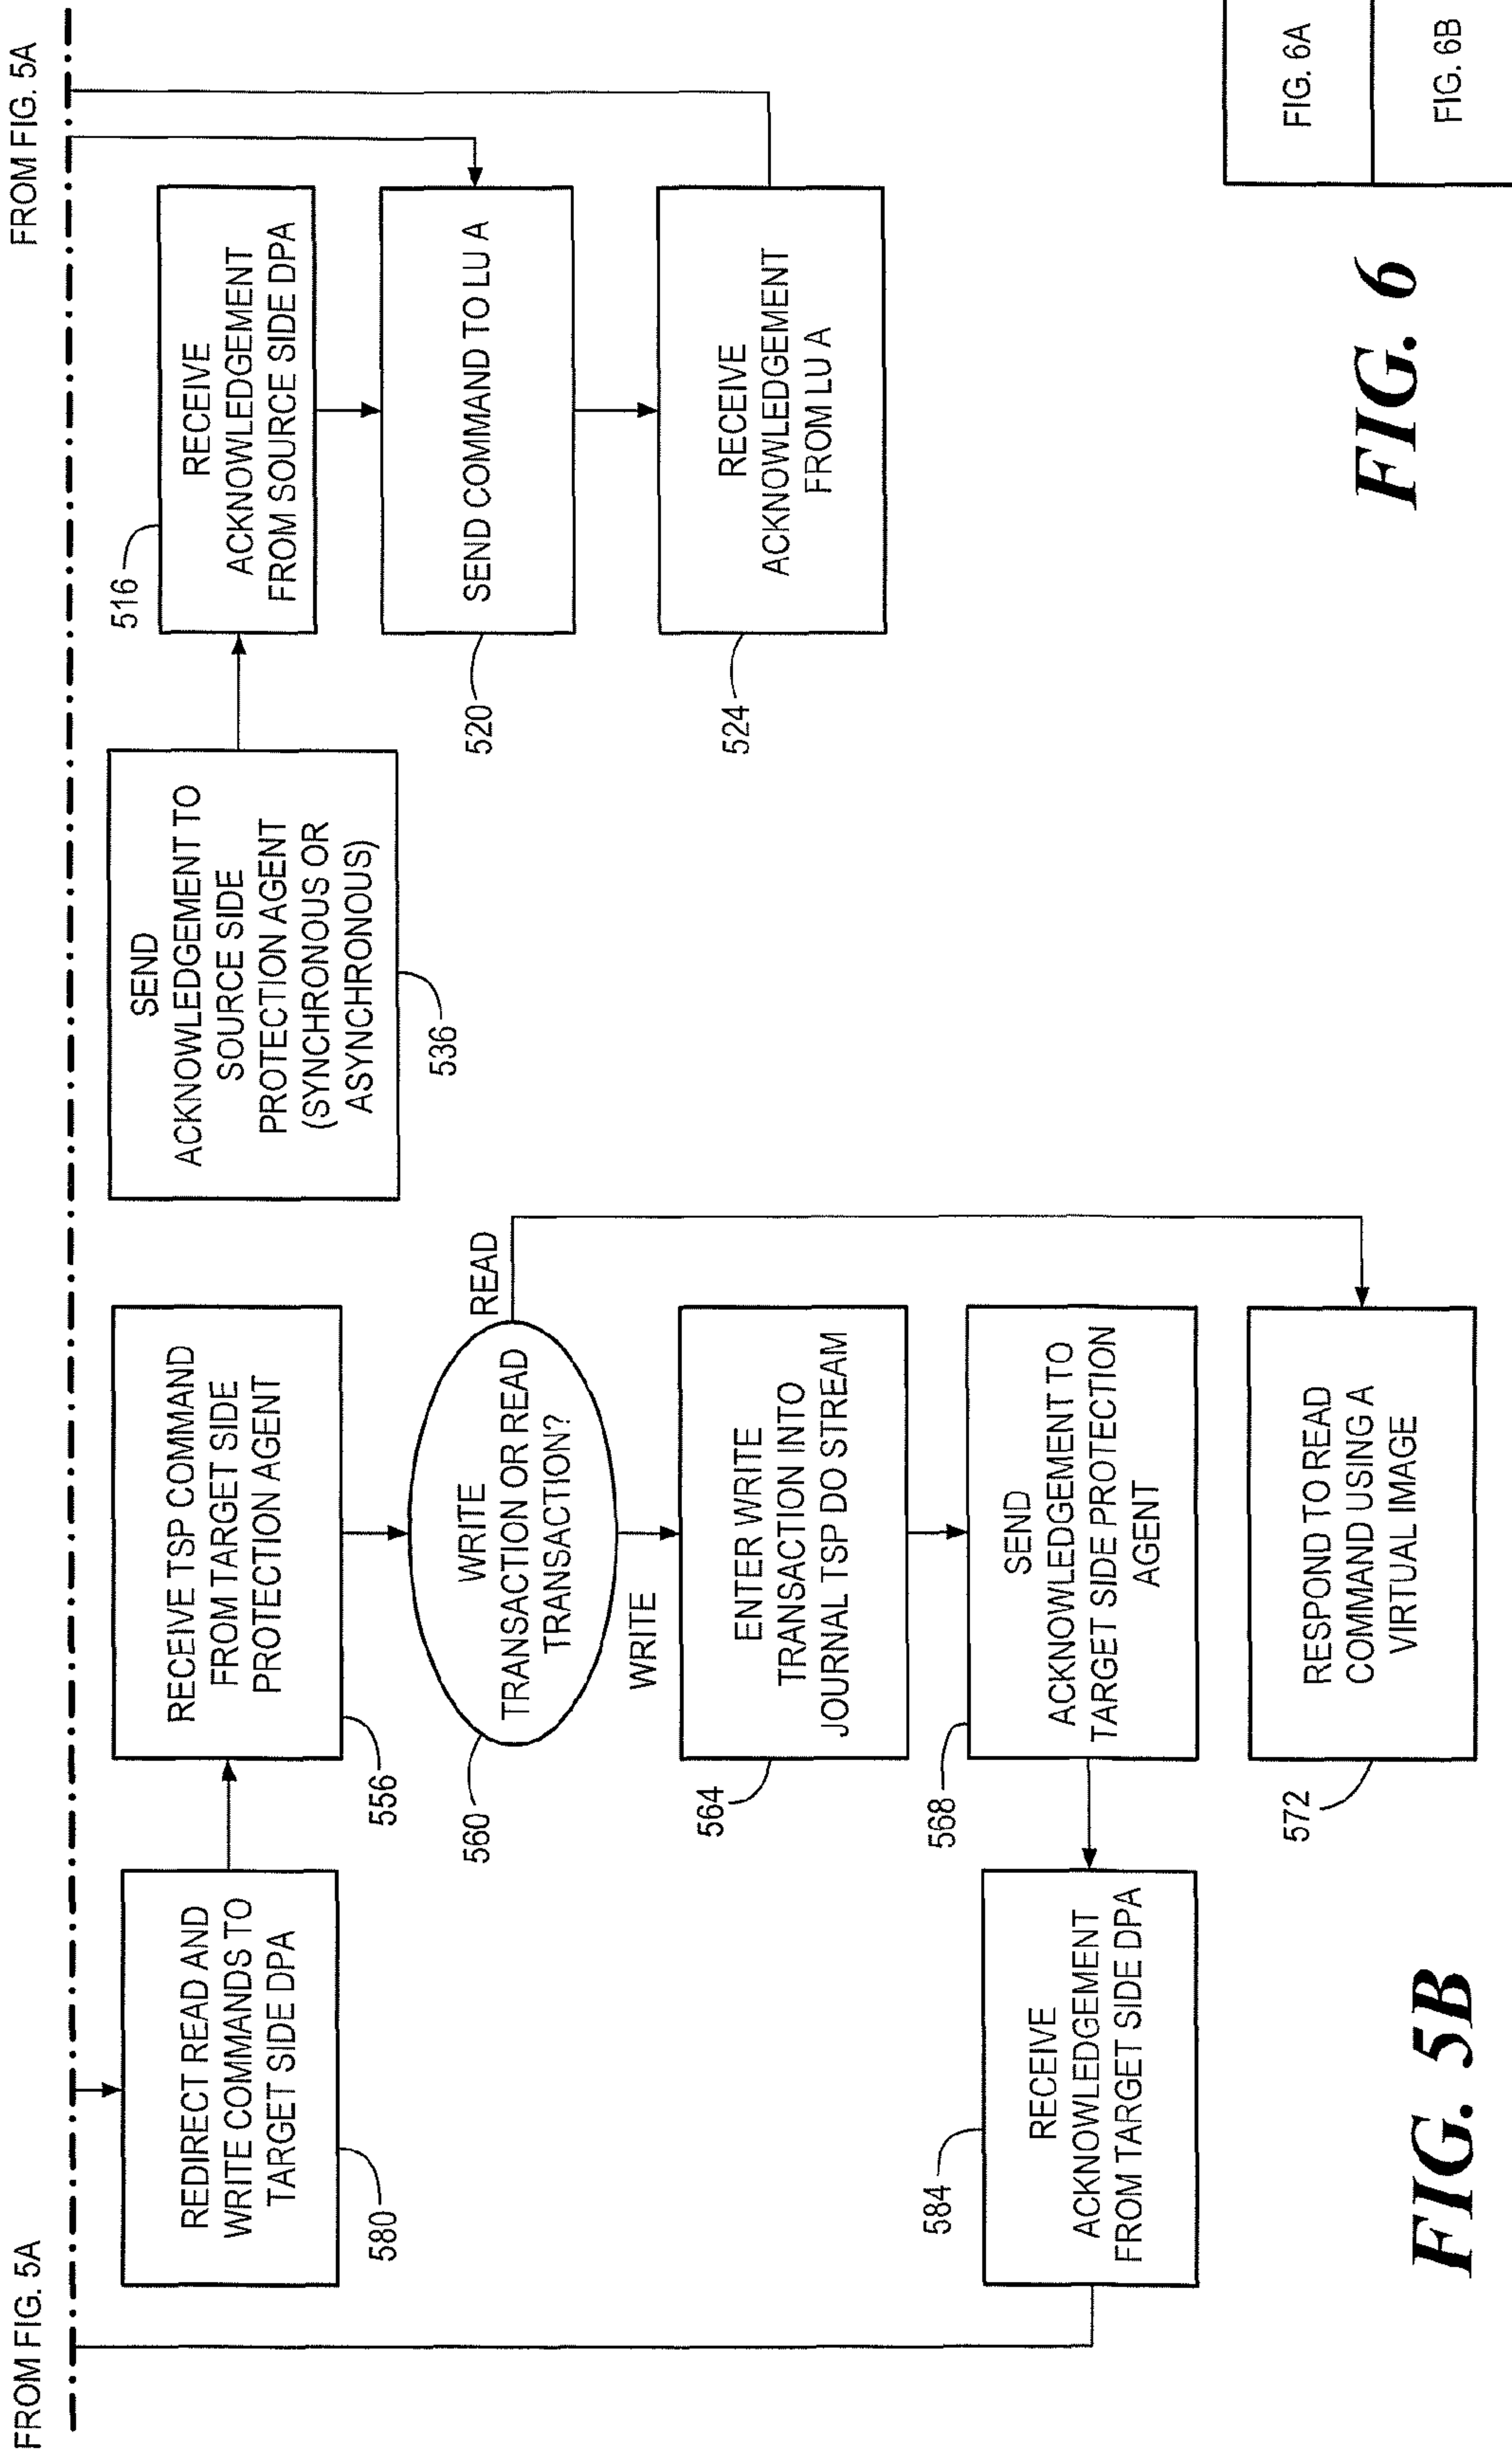 FROM FIG. 5A
FROM FIG. 5A
REDIRECT READ AND
WRITE COMMANDS TO
TARGET SIDE DPA
580
RECEIVE TSP COMMAND
FROM TARGET SIDE
PROTECTION AGENT
556
WRITE
TRANSACTION OR READ
TRANSACTION?
560
READ
WRITE
ENTER WRITE
TRANSACTION INTO
JOURNAL TSP DO STREAM
564
SEND
ACKNOWLEDGEMENT TO
TARGET SIDE PROTECTION
AGENT
568
RECEIVE
ACKNOWLEDGEMENT
FROM TARGET SIDE DPA
584
RESPOND TO READ
COMMAND USING A
VIRTUAL IMAGE
572
SEND
ACKNOWLEDGEMENT TO
SOURCE SIDE
PROTECTION AGENT
(SYNCHRONOUS OR
ASYNCHRONOUS)
536
516
RECEIVE
ACKNOWLEDGEMENT
FROM SOURCE SIDE DPA
SEND COMMAND TO LU A
520
RECEIVE
ACKNOWLEDGEMENT
FROM LU A
524
FIG. 5B
FIG. 6
FIG. 6A
FIG. 6B